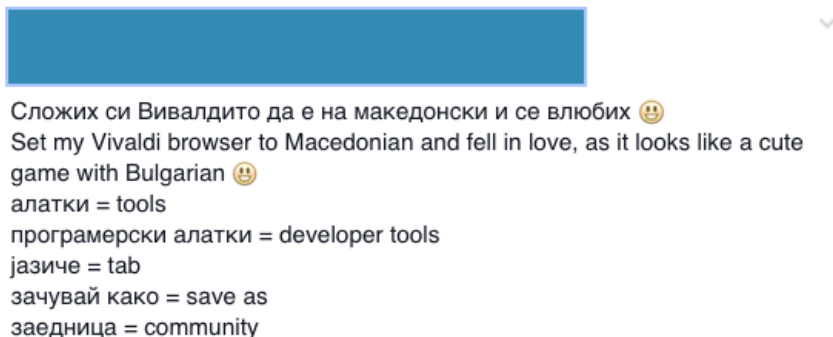 Сложих си Вивалдито да е на македонски и се влюбих 😃
Set my Vivaldi browser to Macedonian and fell in love, as it looks like a cute
game with Bulgarian 😃
алатки = tools
програмерски алатки = developer tools
јазиче = tab
зачувай како = save as
заедница = community